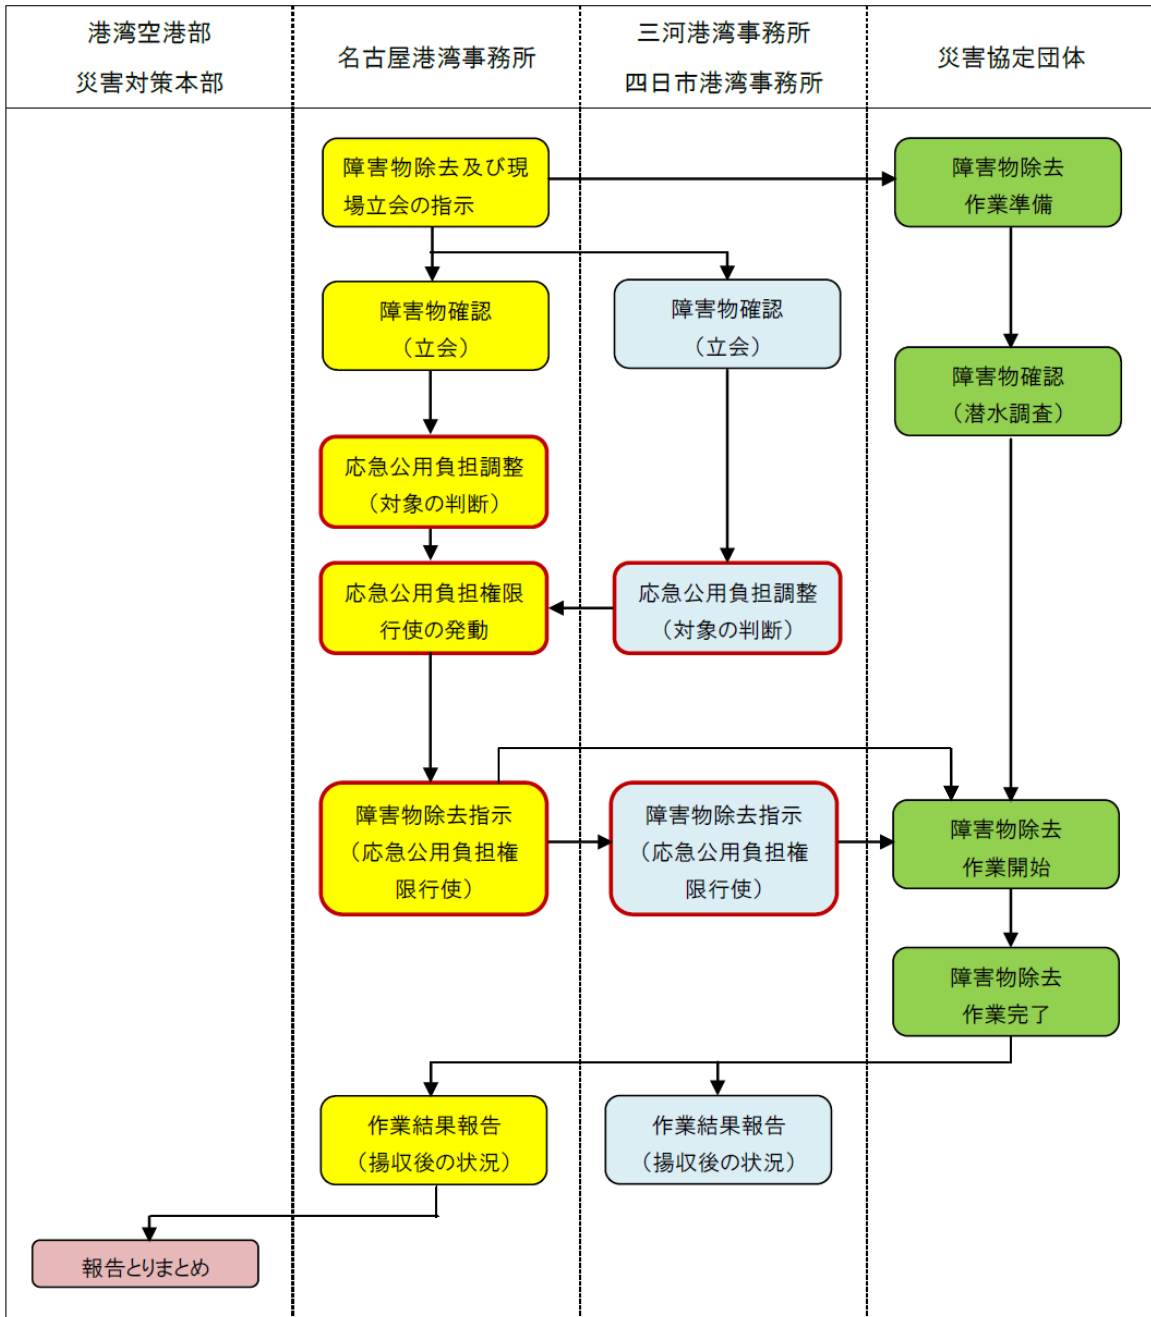 港湾空港部
災害対策本部
名古屋港湾事務所
三河港湾事務所
四日市港湾事務所
災害協定団体
障害物除去及び現
場立会の指示
障害物除去
作業準備
障害物確認
（立会）
障害物確認
（立会）
障害物確認
（潜水調査）
応急公用負担調整
（対象の判断）
応急公用負担権限
行使の発動
応急公用負担調整
（対象の判断）
障害物除去指示
（応急公用負担権
限行使）
障害物除去指示
（応急公用負担権
限行使）
障害物除去
作業開始
障害物除去
作業完了
作業結果報告
（揚収後の状況）
作業結果報告
（揚収後の状況）
報告とりまとめ